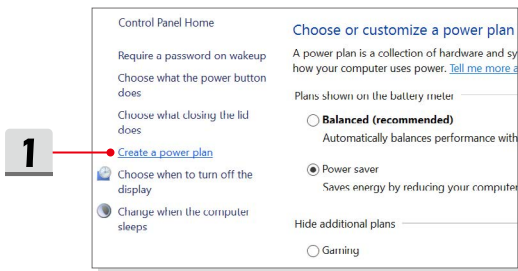 Control Panel Home
Require a password on wakeup
Choose what the power button
does
Choose what closing the lid
does
Create a power plan
Choose when to turn off the
display
Change when the computer
sleeps
1
Choose or customize a power plan
A power plan is a collection of hardware and sy
how your computer uses power. Tell me more a
Plans shown on the battery meter
Balanced (recommended)
Automatically balances performance with
Power saver
Saves energy by reducing your computer
Hide additional plans
Gaming